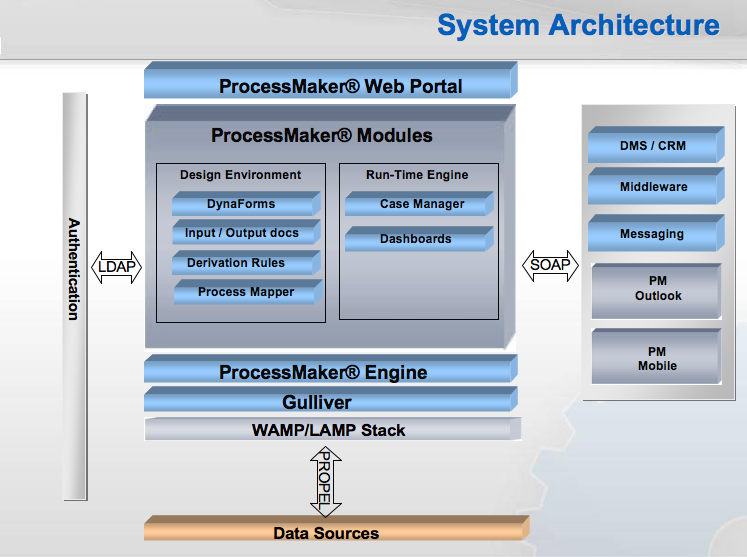 System Architecture
ProcessMaker® Web Portal
ProcessMaker® Modules
Design Environment
DynaForms
Input / Output docs
Derivation Rules
Process Mapper
Run-Time Engine
Case Manager
Dashboards
Authentication
LDAP
SOAP
DMS / CRM
Middleware
Messaging
PM
Outlook
PM
Mobile
ProcessMaker® Engine
Gulliver
WAMP/LAMP Stack
PROPEL
Data Sources